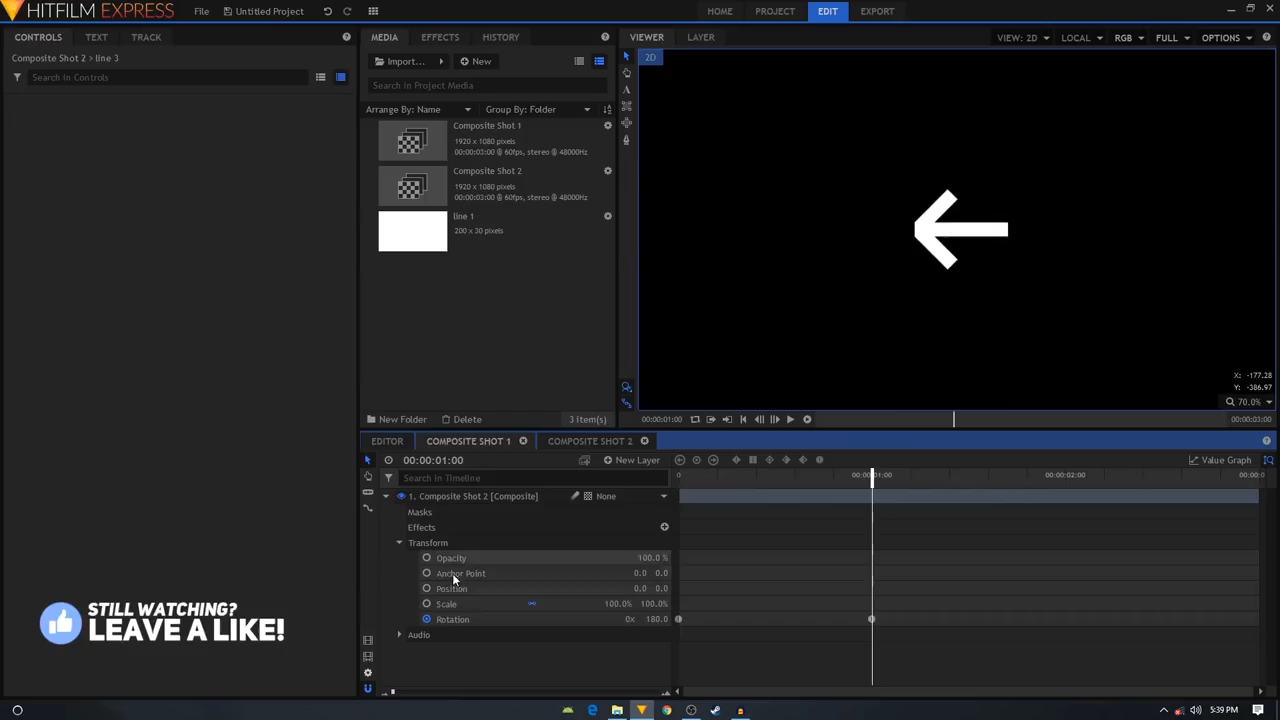 HITFILM EXPRESS File Untitled Project HOME PROJECT EDIT EXPORT
CONTROLS TEXT TRACK
Composite Shot 2 > line 3
Search in Controls
MEDIA EFFECTS HISTORY
Import... New
Search in Project Media
Arrange By: Name Group By: Folder
Composite Shot 1
1920 x 1080 pixels
00:00:03:00 @ 60fps, stereo @ 48000Hz
Composite Shot 2
1920 x 1080 pixels
00:00:03:00 @ 60fps, stereo @ 48000Hz
line 1
200 x 30 pixels
New Folder Delete 3 item(s)
VIEWER LAYER VIEW: 2D LOCAL RGB FULL OPTIONS
2D
X: -177.28
Y: -386.97
70.0%
00:00:01:00 00:00:03:00
EDITOR COMPOSITE SHOT 1 COMPOSITE SHOT 2
00:00:01:00 New Layer Value Graph
Search in Timeline
0 00:00:01:00 00:00:02:00 00:00:0
1. Composite Shot 2 [Composite] None
Masks
Effects
Transform
Opacity 100.0 %
Anchor Point 0.0 0.0
Position 0.0 0.0
Scale 100.0% 100.0%
Rotation 0x 180.0
Audio
STILL WATCHING?
LEAVE A LIKE!
5:39 PM